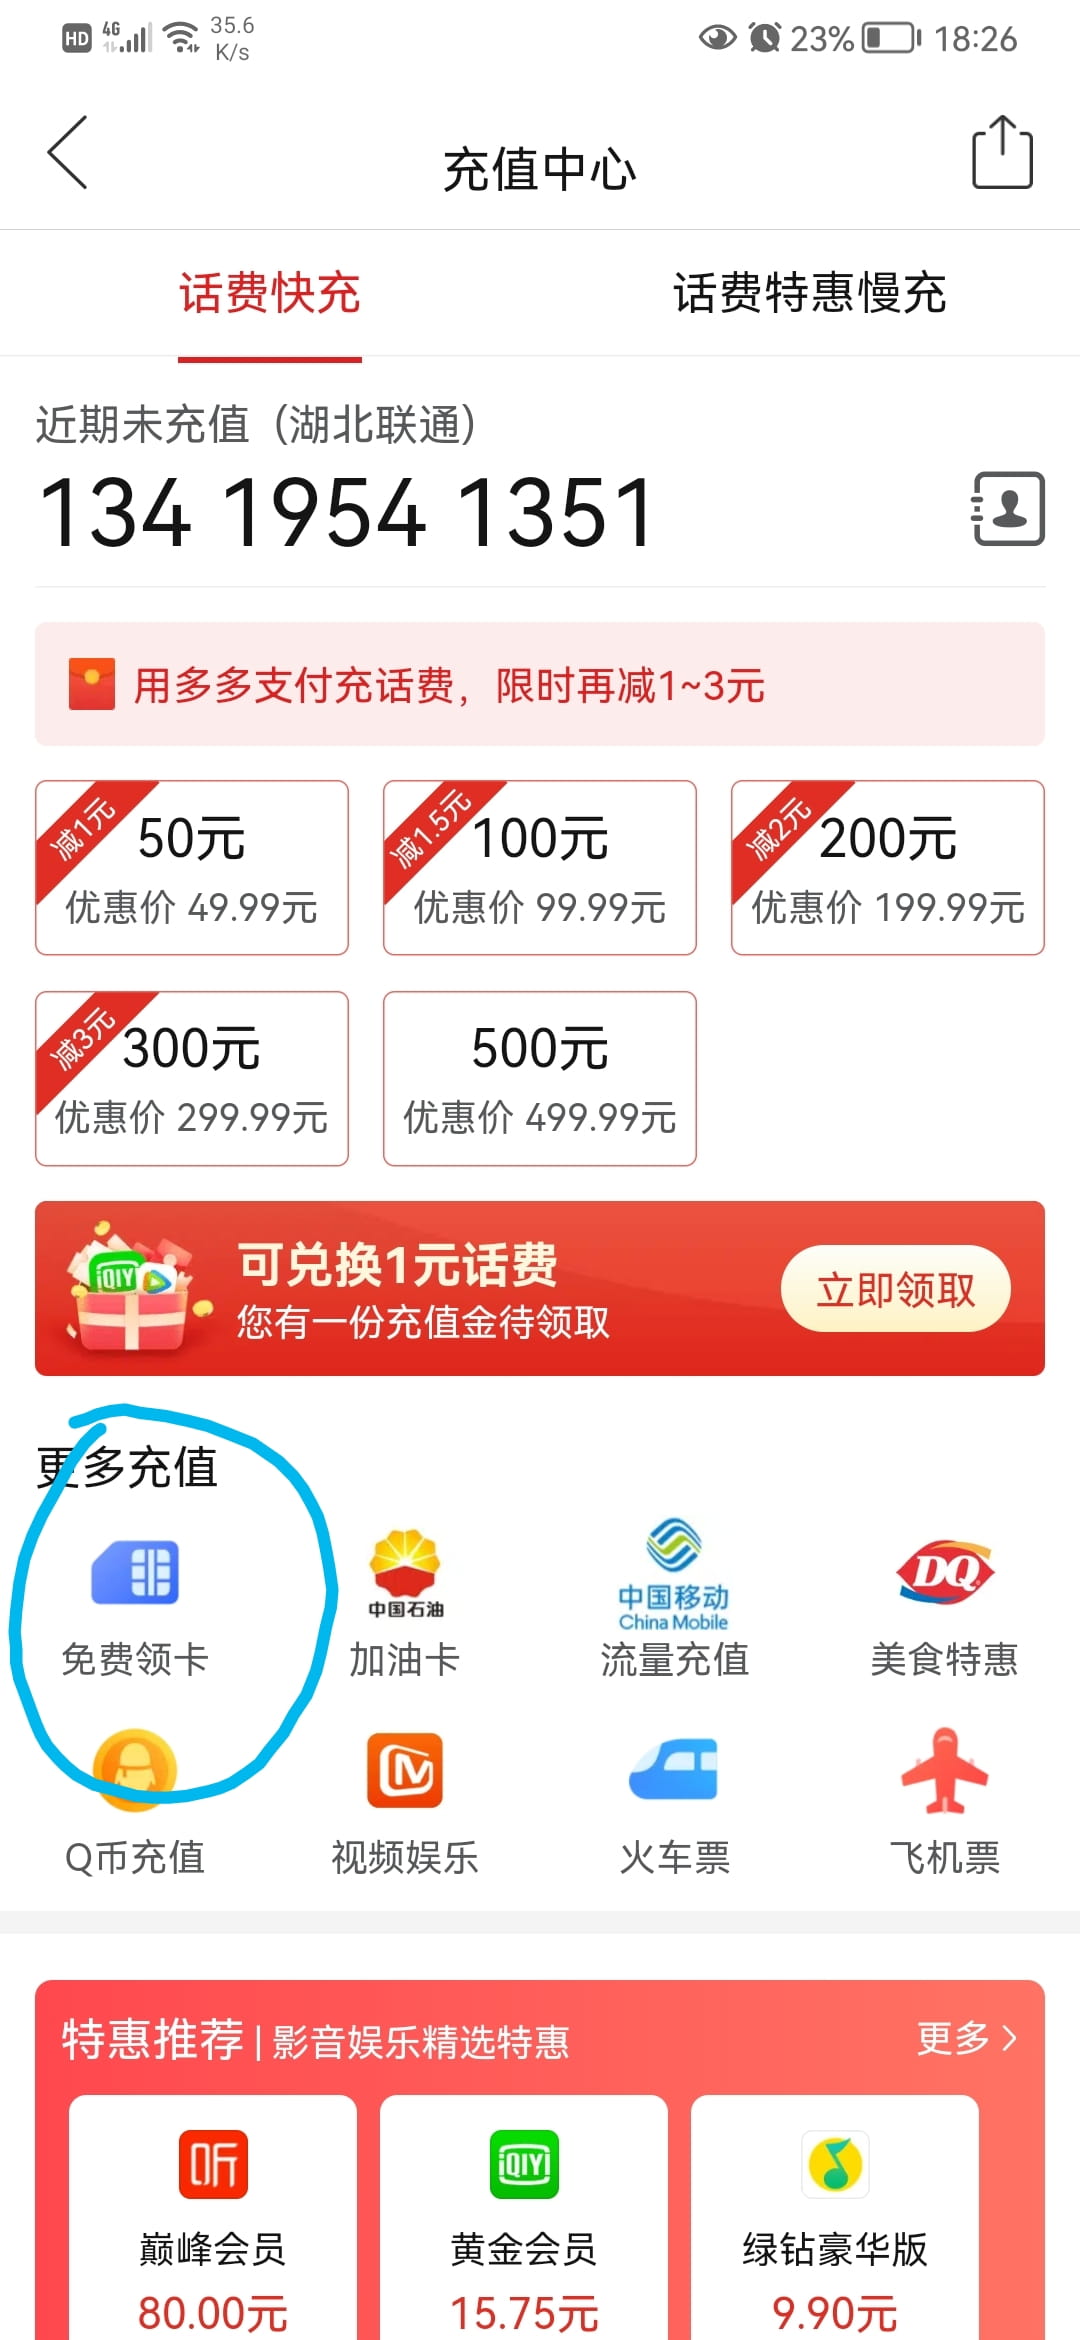 HD 4G 35.6 K/s 23% 18:26
充值中心
话费快充 话费特惠慢充
近期未充值（湖北联通）
134 1954 1351
用多多支付充话费，限时再减1~3元
减1元 50元 减1.5元 100元 减2元 200元
优惠价 49.99元 优惠价 99.99元 优惠价 199.99元
减3元 300元 500元
优惠价 299.99元 优惠价 499.99元
iQIY 可兑换1元话费
您有一份充值金待领取 立即领取
更多充值
中国石油 中国移动 China Mobile DQ
免费领卡 加油卡 流量充值 美食特惠
Q币充值 视频娱乐 火车票 飞机票
特惠推荐 | 影音娱乐精选特惠 更多
听 iQIYI
巅峰会员 黄金会员 绿钻豪华版
80.00元 15.75元 9.90元